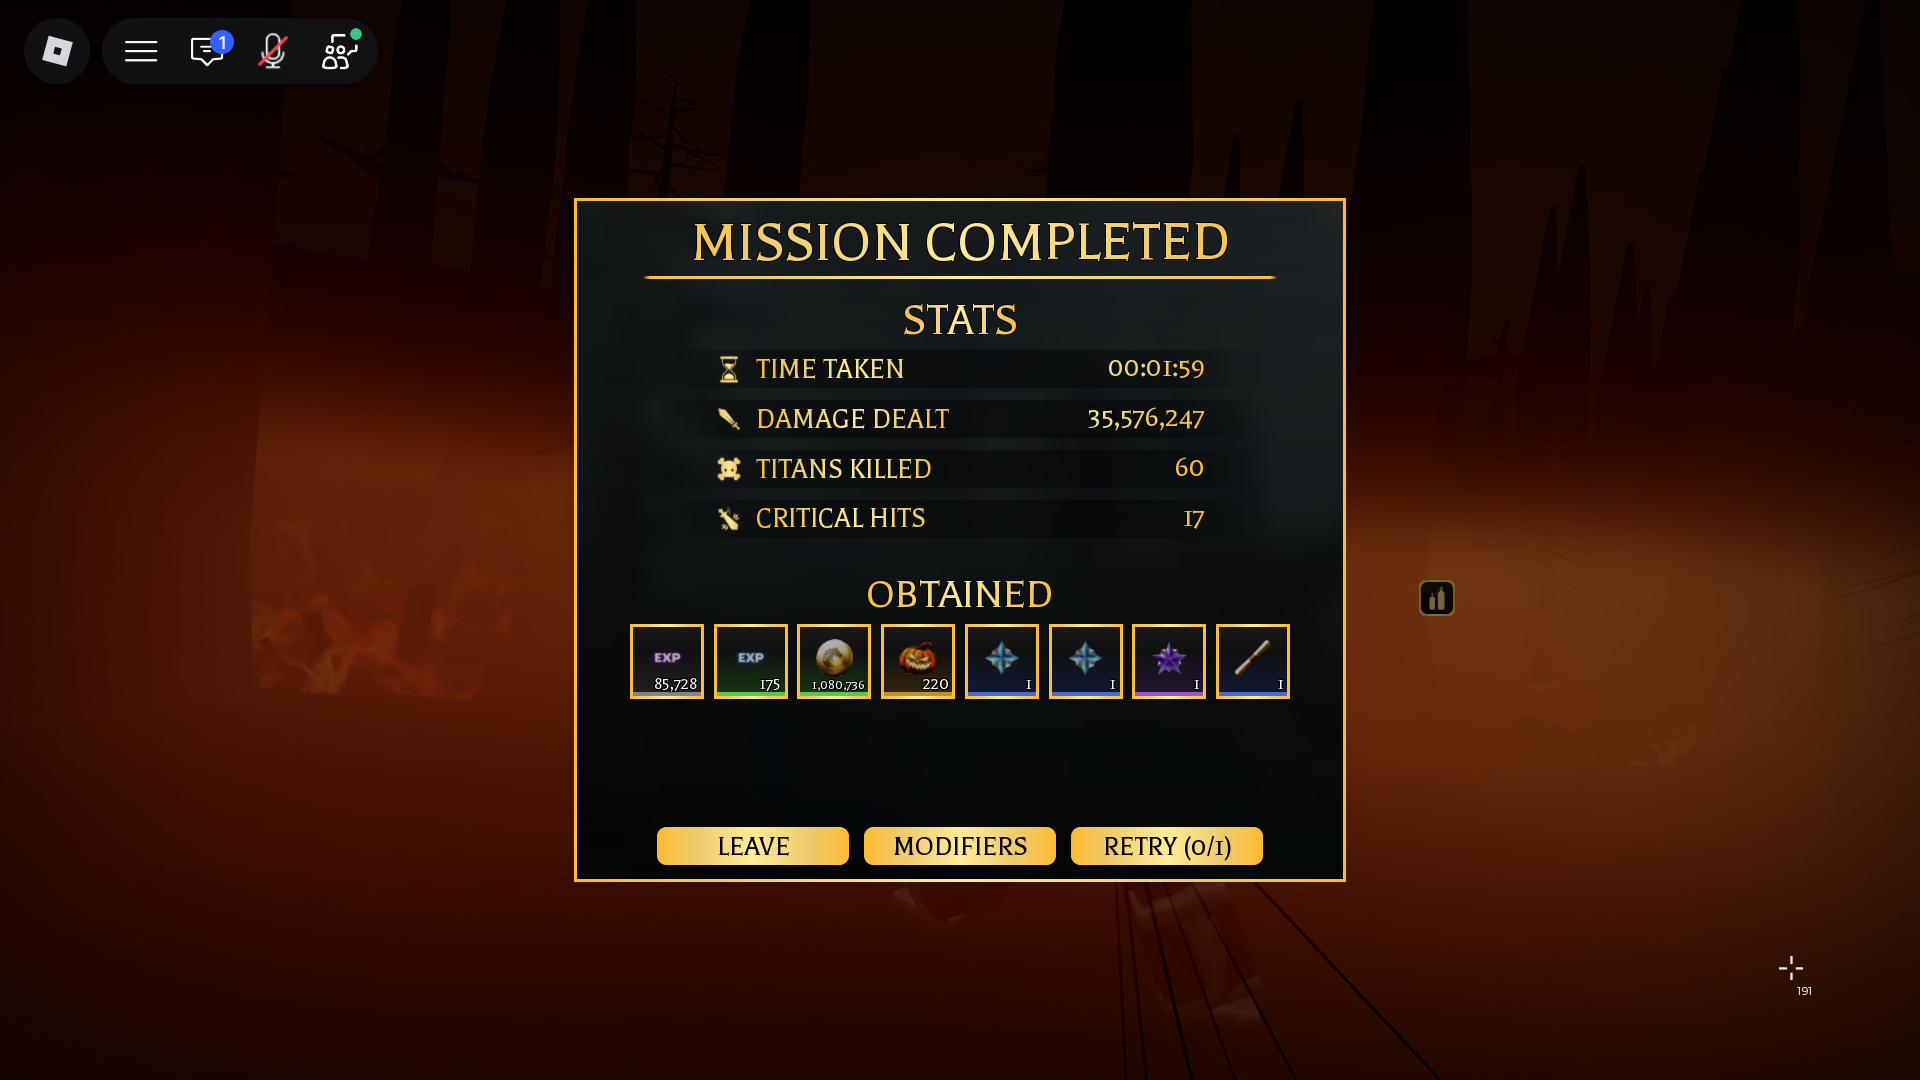 1
MISSION COMPLETED
STATS
TIME TAKEN 00:01:59
DAMAGE DEALT 35,576,247
TITANS KILLED 60
CRITICAL HITS 17
OBTAINED
EXP EXP
85,728 175 1,080,736 220 1 1 1 1
LEAVE MODIFIERS RETRY (0/1)
191